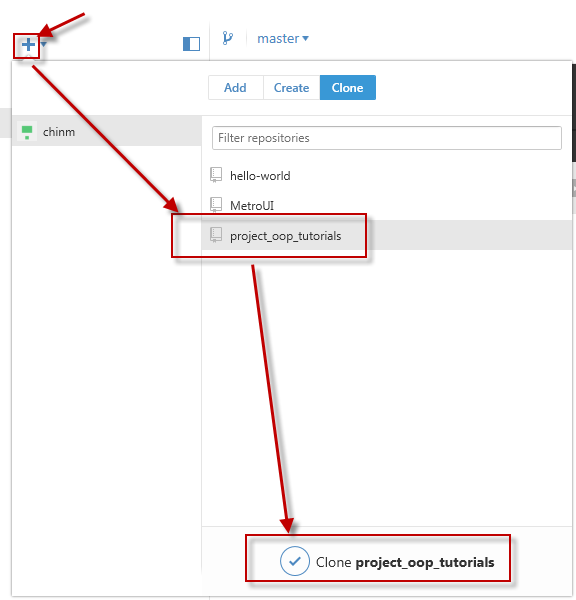 master
Add Create Clone
chinm
Filter repositories
hello-world
MetroUI
project_oop_tutorials
Clone project_oop_tutorials